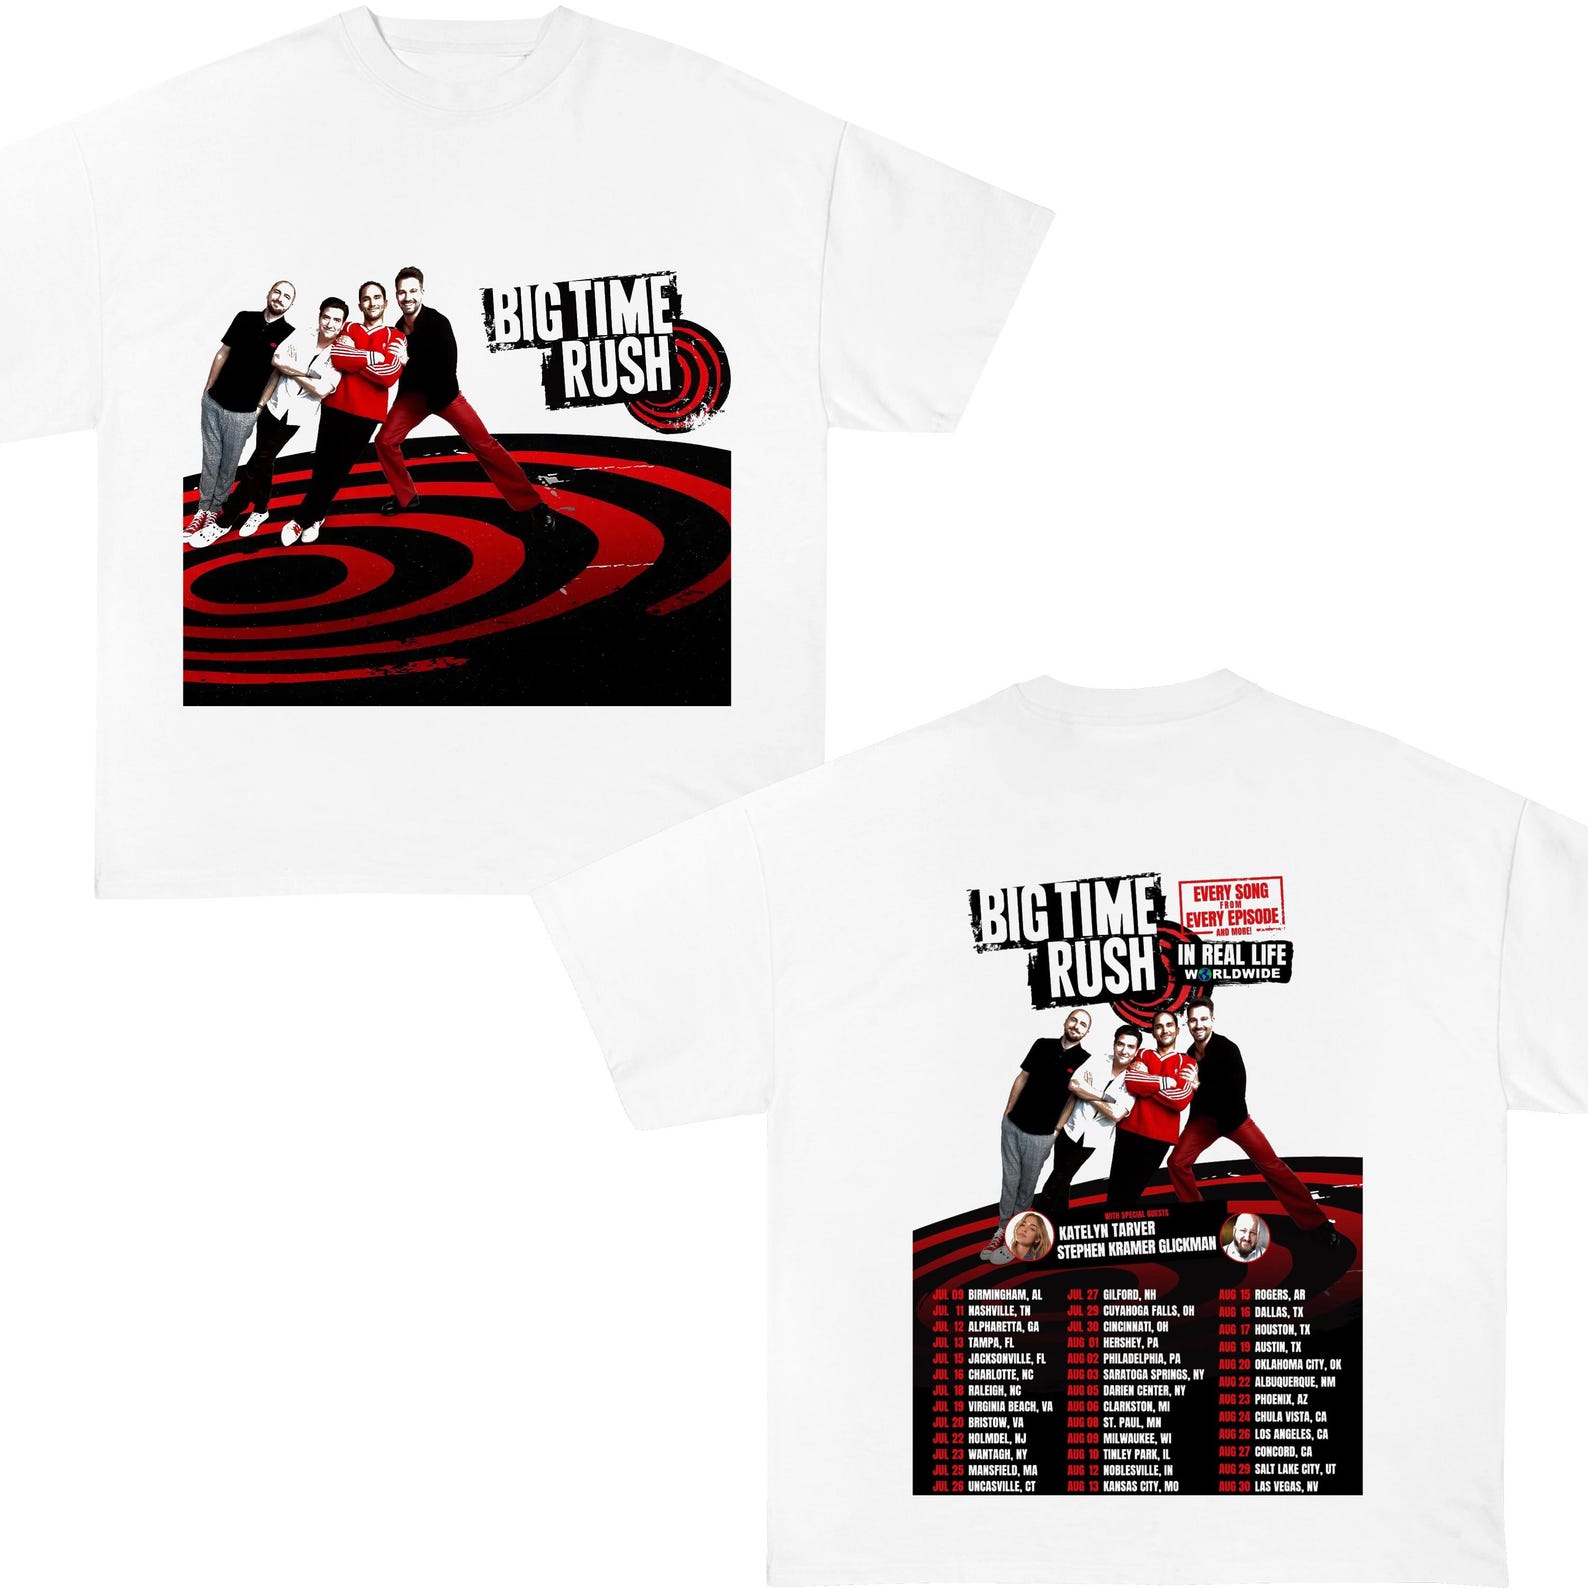 BIG TIME
RUSH
BIG TIME
RUSH
EVERY SONG
FROM
EVERY EPISODE
AND MORE!
IN REAL LIFE
WORLDWIDE
WITH SPECIAL GUESTS
KATELYN TARVER
STEPHEN KRAMER GLICKMAN
JUL 09 BIRMINGHAM, AL
JUL 11 NASHVILLE, TN
JUL 12 ALPHARETTA, GA
JUL 13 TAMPA, FL
JUL 15 JACKSONVILLE, FL
JUL 16 CHARLOTTE, NC
JUL 18 RALEIGH, NC
JUL 19 VIRGINIA BEACH, VA
JUL 20 BRISTOW, VA
JUL 22 HOLMDEL, NJ
JUL 23 WANTAGH, NY
JUL 25 MANSFIELD, MA
JUL 26 UNCASVILLE, CT
JUL 27 GILFORD, NH
JUL 29 CUYAHOGA FALLS, OH
JUL 30 CINCINNATI, OH
AUG 01 HERSHEY, PA
AUG 02 PHILADELPHIA, PA
AUG 03 SARATOGA SPRINGS, NY
AUG 05 DARIEN CENTER, NY
AUG 06 CLARKSTON, MI
AUG 08 ST. PAUL, MN
AUG 09 MILWAUKEE, WI
AUG 10 TINLEY PARK, IL
AUG 12 NOBLESVILLE, IN
AUG 13 KANSAS CITY, MO
AUG 15 ROGERS, AR
AUG 16 DALLAS, TX
AUG 17 HOUSTON, TX
AUG 19 AUSTIN, TX
AUG 20 OKLAHOMA CITY, OK
AUG 22 ALBUQUERQUE, NM
AUG 23 PHOENIX, AZ
AUG 24 CHULA VISTA, CA
AUG 26 LOS ANGELES, CA
AUG 27 CONCORD, CA
AUG 29 SALT LAKE CITY, UT
AUG 30 LAS VEGAS, NV